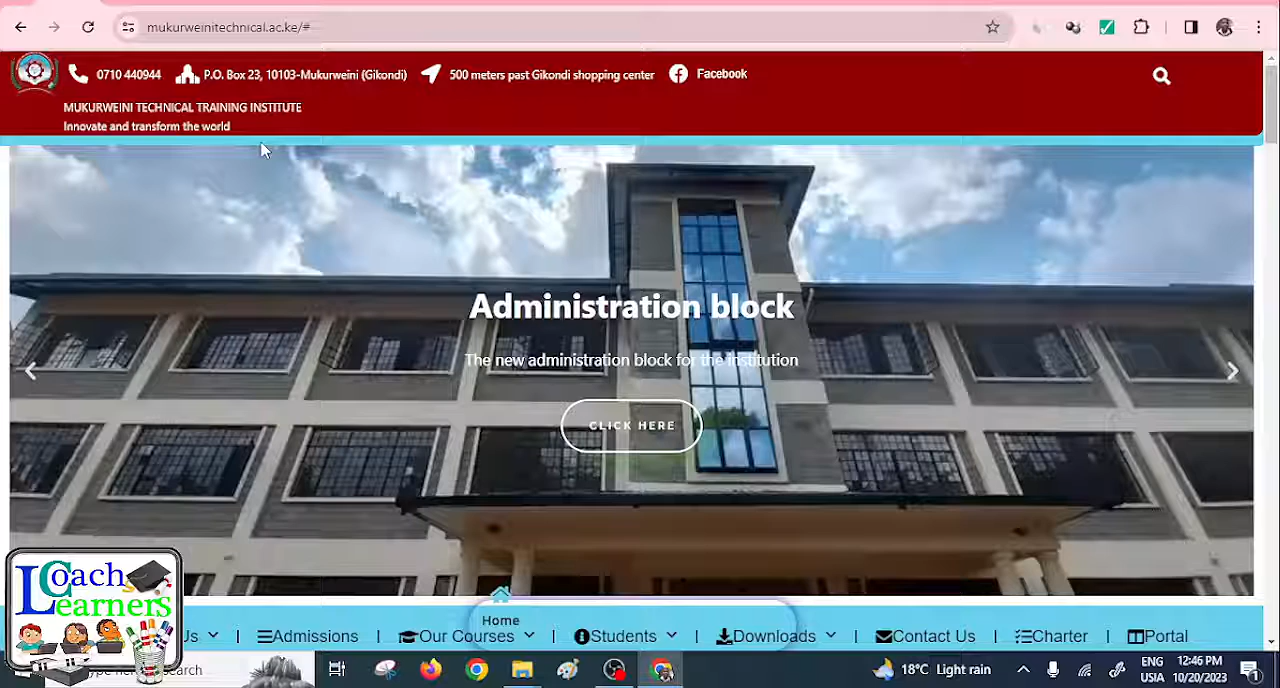 mukurweinitechnical.ac.ke/#
0710 440944 P.O. Box 23, 10103-Mukurweini (Gikondi) 500 meters past Gikondi shopping center Facebook
MUKURWEINI TECHNICAL TRAINING INSTITUTE
Innovate and transform the world
Administration block
The new administration block for the institution
CLICK HERE
Home
Us | Admissions | Our Courses | Students | Downloads | Contact Us | Charter | Portal
Coach
Learners
search
18°C Light rain
ENG
USIA
12:46 PM
10/20/2023
1